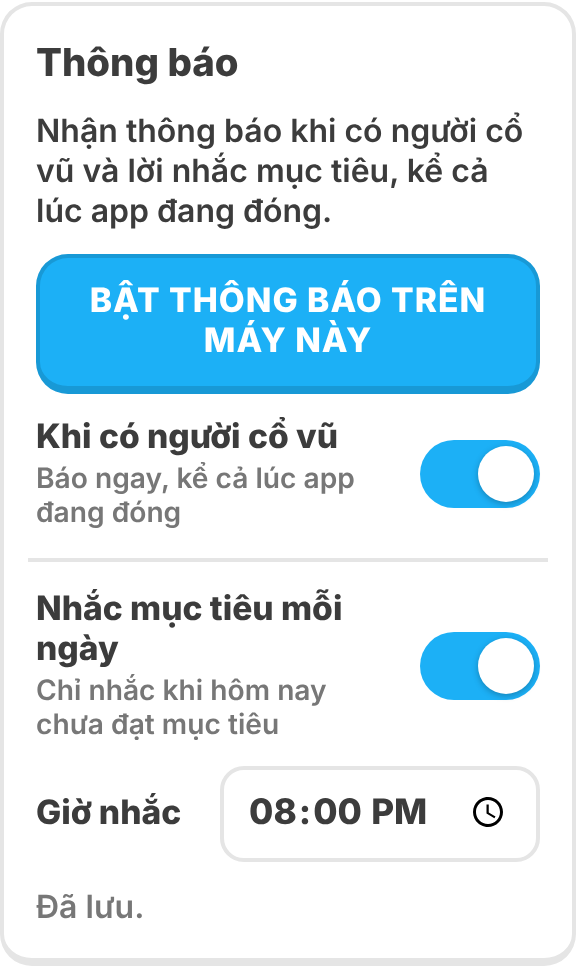 Thông báo
Nhận thông báo khi có người cổ
vũ và lời nhắc mục tiêu, kể cả
lúc app đang đóng.
BẬT THÔNG BÁO TRÊN
MÁY NÀY
Khi có người cổ vũ
Báo ngay, kể cả lúc app
đang đóng
Nhắc mục tiêu mỗi
ngày
Chỉ nhắc khi hôm nay
chưa đạt mục tiêu
Giờ nhắc
08:00 PM
Đã lưu.